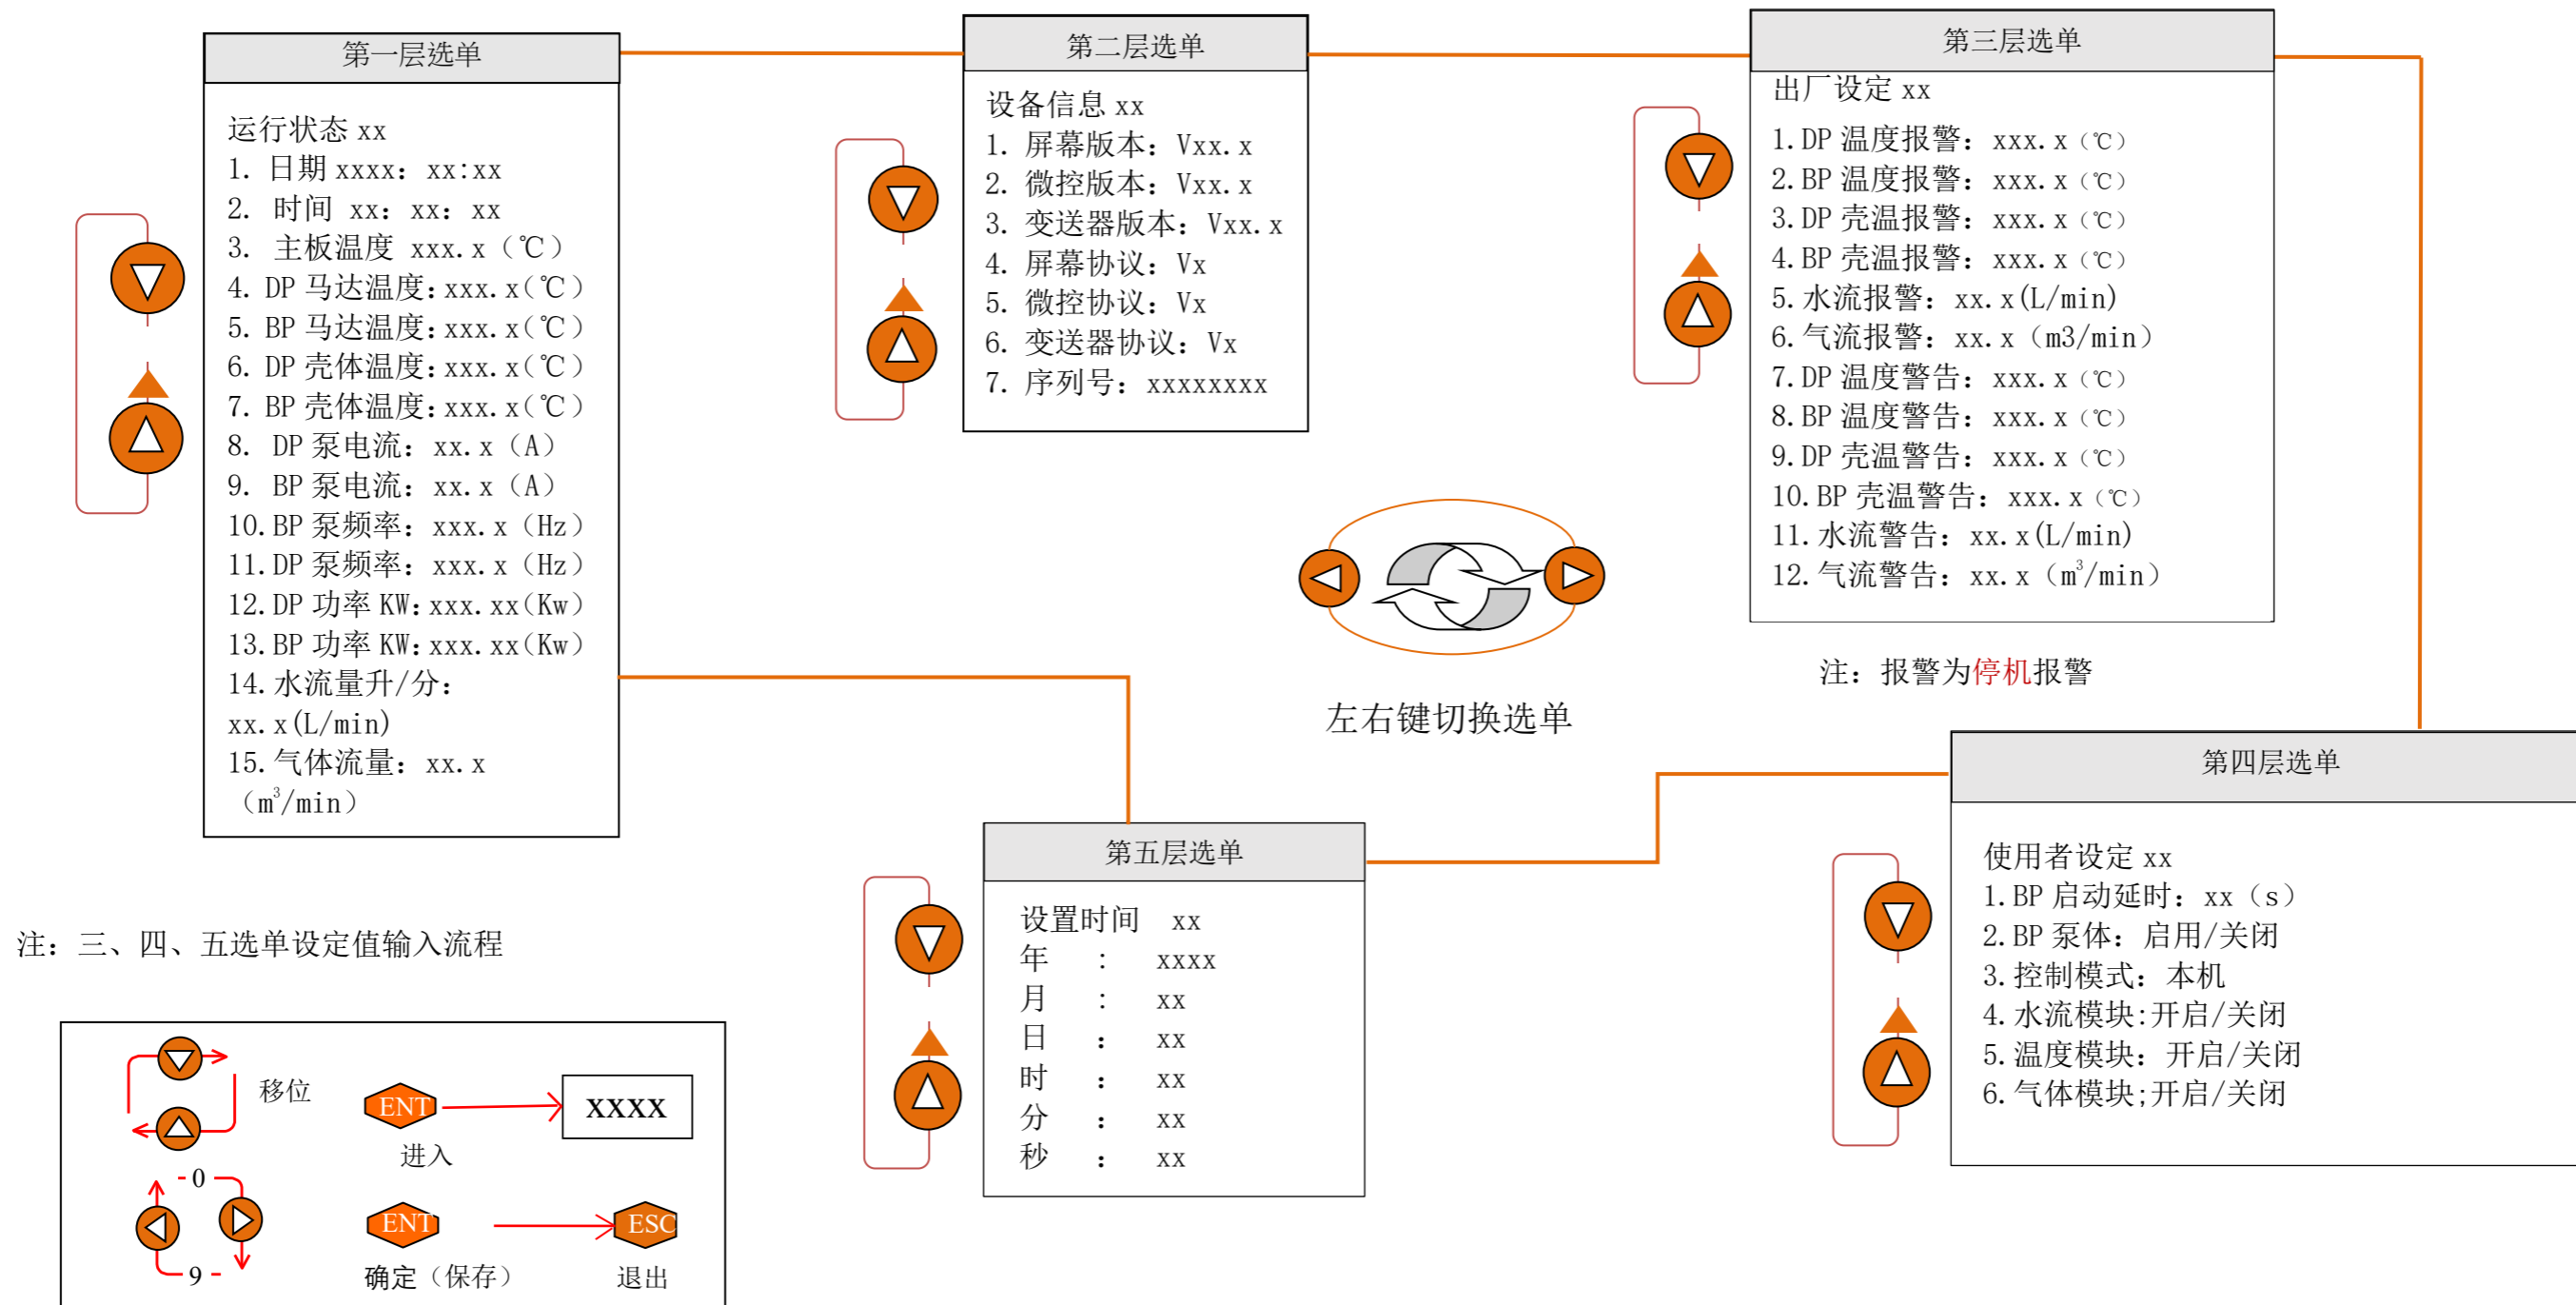 第一层选单
运行状态 xx
1. 日期 xxxx：xx:xx
2. 时间 xx：xx：xx
3. 主板温度 xxx.x（℃）
4. DP 马达温度：xxx.x(℃）
5. BP 马达温度：xxx.x(℃）
6. DP 壳体温度：xxx.x(℃）
7. BP 壳体温度：xxx.x(℃）
8. DP 泵电流：xx.x（A）
9. BP 泵电流：xx.x（A）
10.BP 泵频率：xxx.x（Hz）
11.DP 泵频率：xxx.x（Hz）
12.DP 功率 KW：xxx.xx(Kw）
13.BP 功率 KW：xxx.xx(Kw）
14.水流量升/分：
xx.x(L/min)
15.气体流量：xx.x
（m³/min）
第二层选单
设备信息 xx
1. 屏幕版本：Vxx.x
2. 微控版本：Vxx.x
3. 变送器版本：Vxx.x
4. 屏幕协议：Vx
5. 微控协议：Vx
6. 变送器协议：Vx
7. 序列号：xxxxxxxx
第三层选单
出厂设定 xx
1.DP 温度报警：xxx.x（℃）
2.BP 温度报警：xxx.x（℃）
3.DP 壳温报警：xxx.x（℃）
4.BP 壳温报警：xxx.x（℃）
5.水流报警：xx.x(L/min)
6.气流报警：xx.x（m3/min）
7.DP 温度警告：xxx.x（℃）
8.BP 温度警告：xxx.x（℃）
9.DP 壳温警告：xxx.x（℃）
10.BP 壳温警告：xxx.x（℃）
11.水流警告：xx.x(L/min)
12.气流警告：xx.x（m³/min）
注：报警为停机报警
左右键切换选单
第四层选单
使用者设定 xx
1.BP 启动延时：xx（s）
2.BP 泵体：启用/关闭
3.控制模式：本机
4.水流模块:开启/关闭
5.温度模块：开启/关闭
6.气体模块;开启/关闭
第五层选单
设置时间 xx
年 : xxxx
月 : xx
日 ： xx
时 ： xx
分 ： xx
秒 ： xx
注：三、四、五选单设定值输入流程
移位
ENT
XXXX
进入
0
9
ENT
ESC
确定（保存）
退出